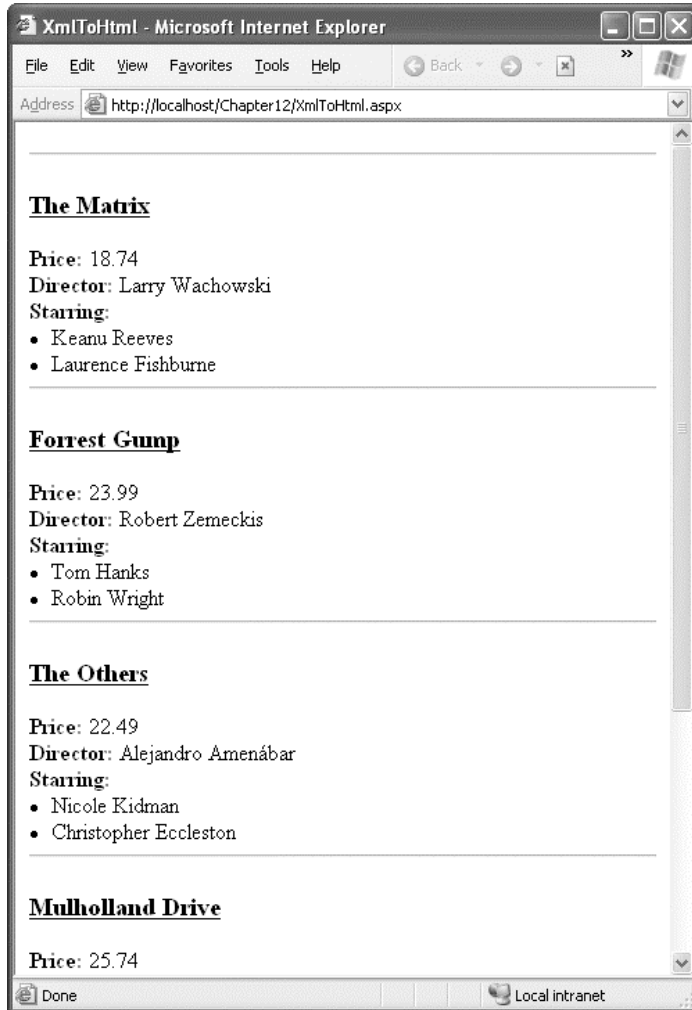 XmlToHtml - Microsoft Internet Explorer
File Edit View Favorites Tools Help Back »
Address http://localhost/Chapter12/XmlToHtml.aspx
The Matrix
Price: 18.74
Director: Larry Wachowski
Starring:
• Keanu Reeves
• Laurence Fishburne
Forrest Gump
Price: 23.99
Director: Robert Zemeckis
Starring:
• Tom Hanks
• Robin Wright
The Others
Price: 22.49
Director: Alejandro Amenábar
Starring:
• Nicole Kidman
• Christopher Eccleston
Mulholland Drive
Price: 25.74
Done Local intranet